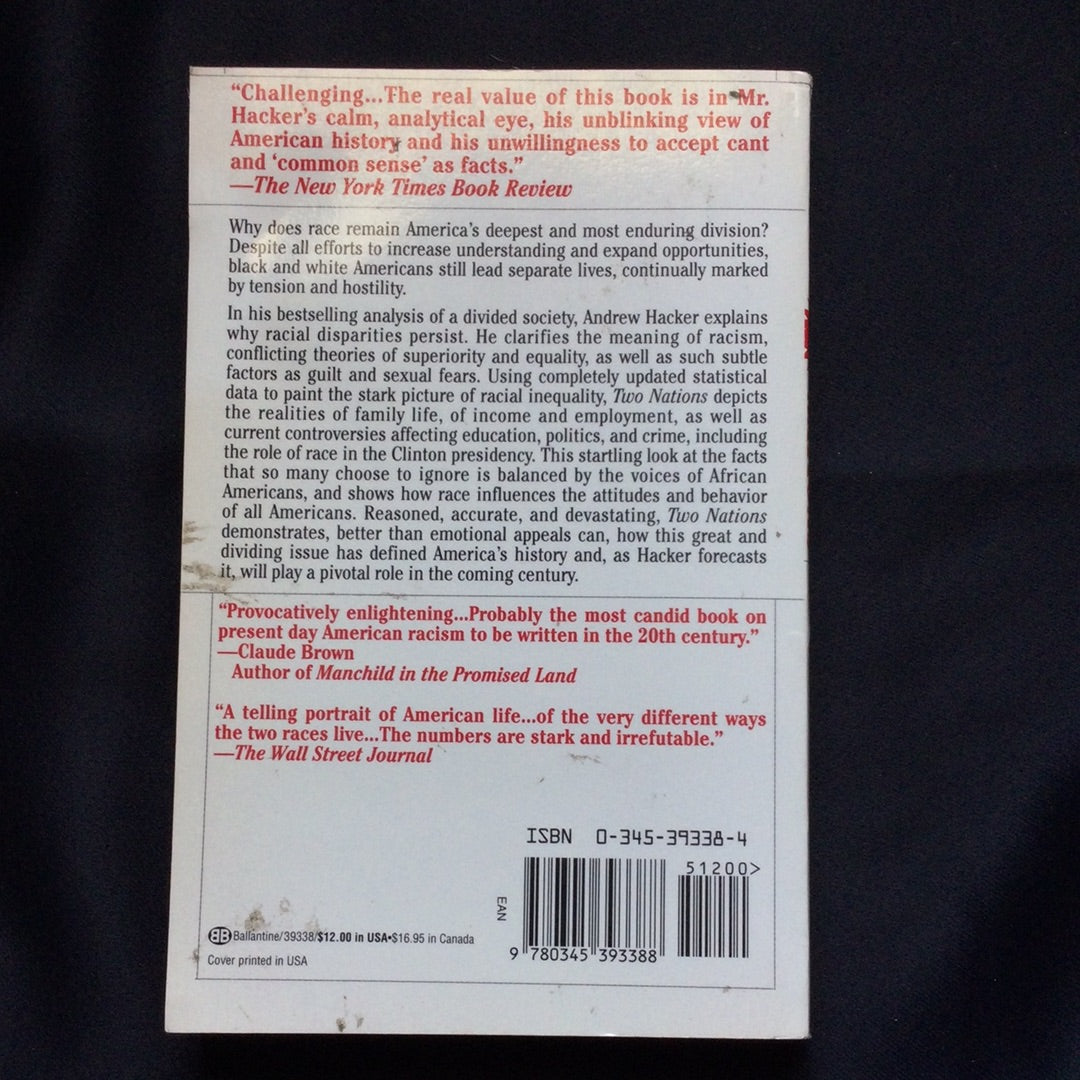 “Challenging...The real value of this book is in Mr.
Hacker’s calm, analytical eye, his unblinking view of
American history and his unwillingness to accept cant
and ‘common sense’ as facts.”
—The New York Times Book Review
Why does race remain America’s deepest and most enduring division?
Despite all efforts to increase understanding and expand opportunities,
black and white Americans still lead separate lives, continually marked
by tension and hostility.
In his bestselling analysis of a divided society, Andrew Hacker explains
why racial disparities persist. He clarifies the meaning of racism,
conflicting theories of superiority and equality, as well as such subtle
factors as guilt and sexual fears. Using completely updated statistical
data to paint the stark picture of racial inequality, Two Nations depicts
the realities of family life, of income and employment, as well as
current controversies affecting education, politics, and crime, including
the role of race in the Clinton presidency. This startling look at the facts
that so many choose to ignore is balanced by the voices of African
Americans, and shows how race influences the attitudes and behavior
of all Americans. Reasoned, accurate, and devastating, Two Nations
demonstrates, better than emotional appeals can, how this great and
dividing issue has defined America’s history and, as Hacker forecasts
it, will play a pivotal role in the coming century.
“Provocatively enlightening...Probably the most candid book on
present day American racism to be written in the 20th century.”
—Claude Brown
Author of Manchild in the Promised Land
“A telling portrait of American life...of the very different ways
the two races live...The numbers are stark and irrefutable.”
—The Wall Street Journal
ISBN 0-345-39338-4
51200>
EAN
9 780345 393388
BB Ballantine/39338/$12.00 in USA•$16.95 in Canada
Cover printed in USA